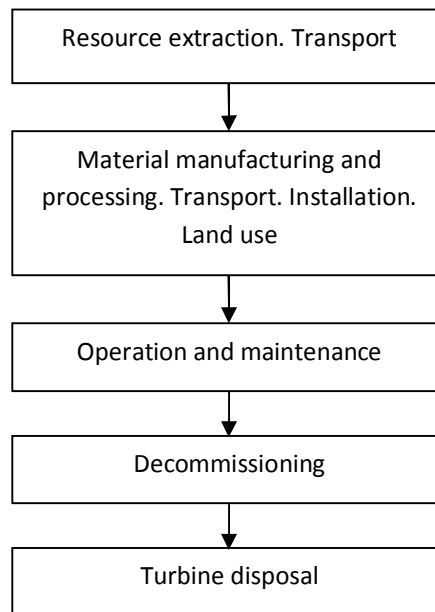 Resource extraction. Transport
Material manufacturing and
processing. Transport. Installation.
Land use
Operation and maintenance
Decommissioning
Turbine disposal